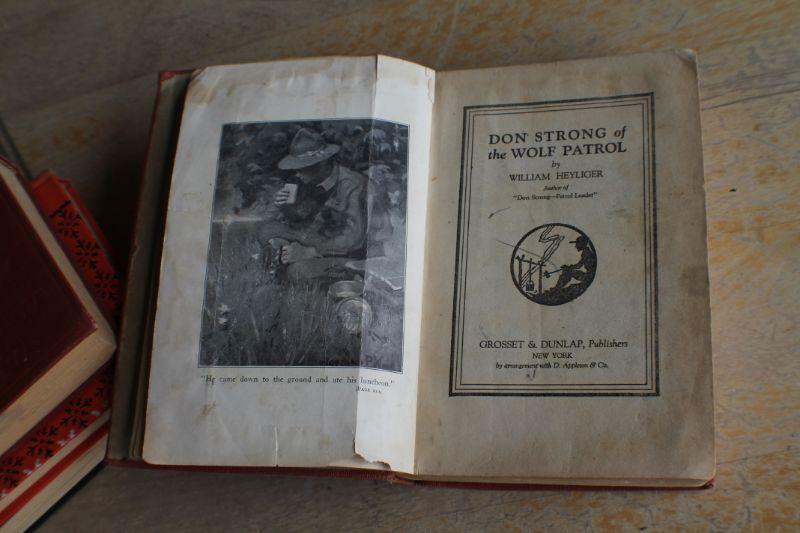 "He came down to the ground and ate his luncheon."
DON STRONG of
the WOLF PATROL
by
WILLIAM HEYLIGER
Author of
"Don Strong—Patrol Leader"
GROSSET & DUNLAP, Publishers
NEW YORK
by arrangement with D. Appleton & Co.